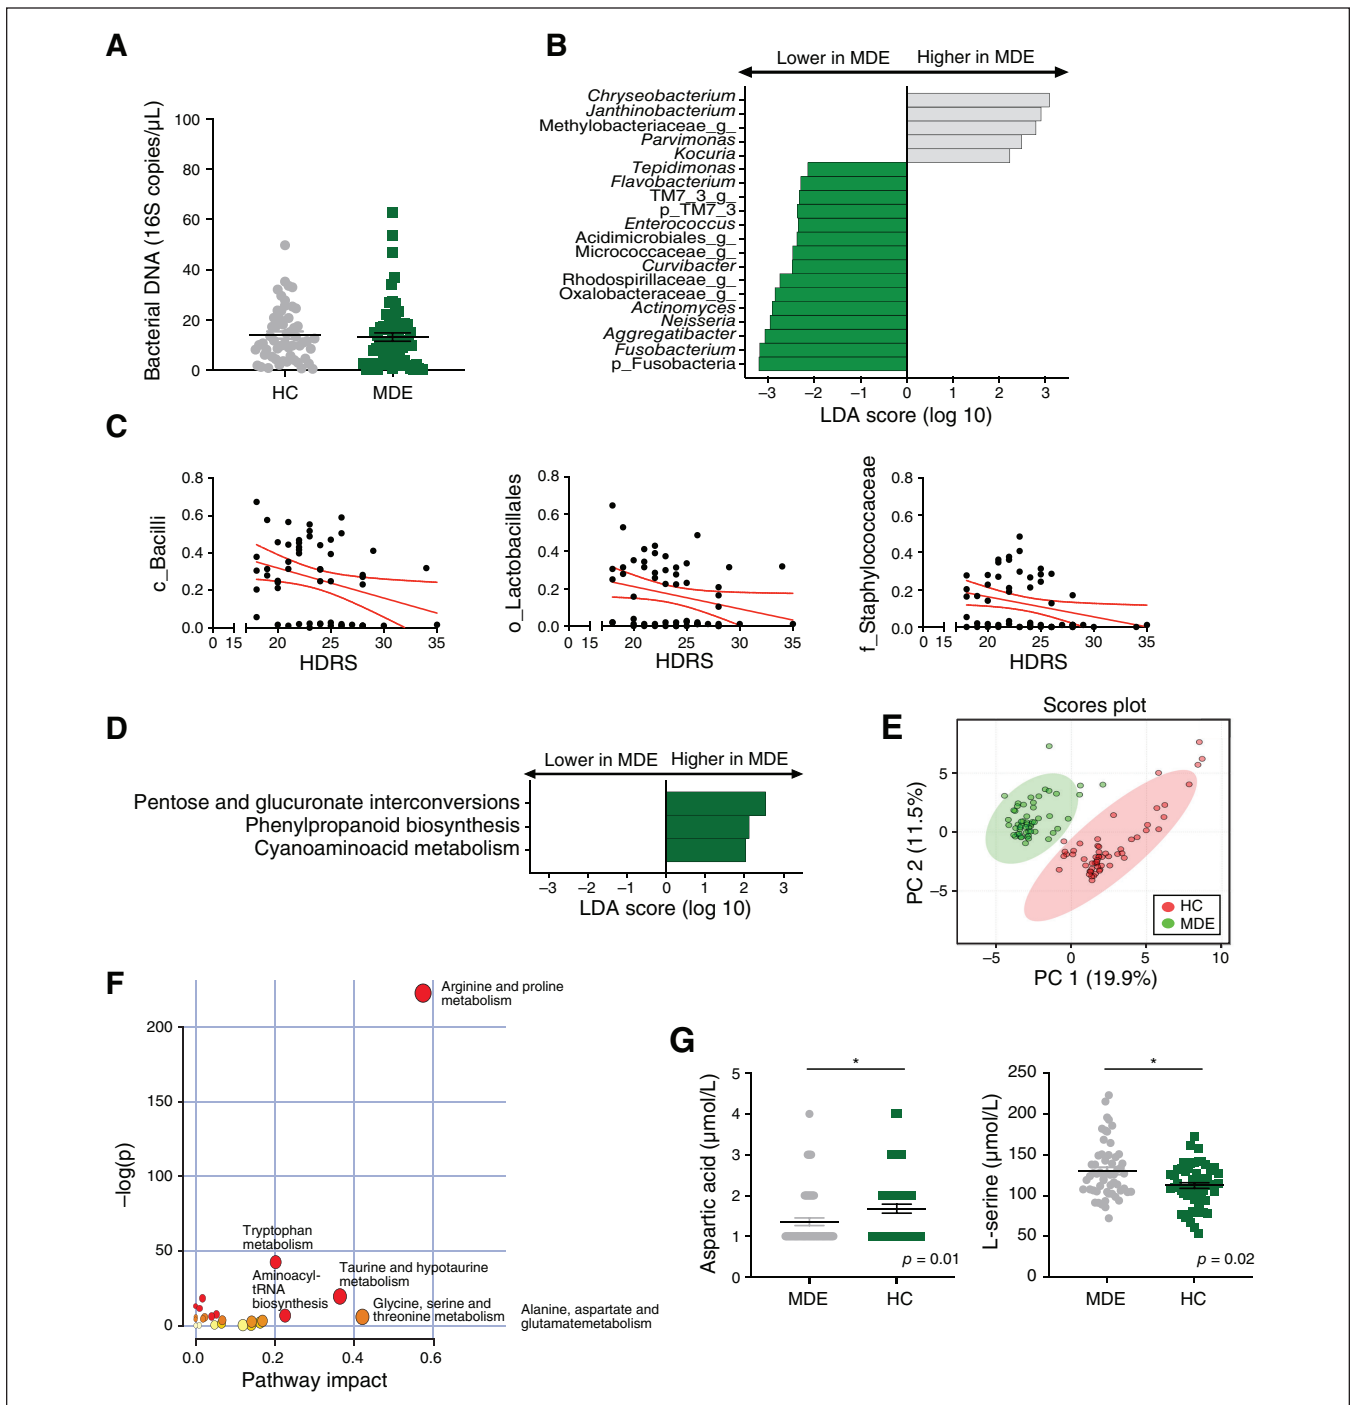 A
Bacterial DNA (16S copies/µL)
100
80
60
40
20
0
HC
MDE
B
Lower in MDE
Higher in MDE
Chryseobacterium
Janthinobacterium
Methylobacteriaceae_g_
Parvimonas
Kocuria
Tepidimonas
Flavobacterium
TM7_3_g_
p_TM7_3
Enterococcus
Acidimicrobiales_g_
Micrococcaceae_g_
Curvibacter
Rhodospirillaceae_g_
Oxalobacteraceae_g_
Actinomyces
Neisseria
Aggregatibacter
Fusobacterium
p_Fusobacteria
–3 –2 –1 0 1 2 3
LDA score (log 10)
C
c_Bacilli
0.8
0.6
0.4
0.2
0.0
0 15 20 25 30 35
HDRS
o_Lactobacillales
0.8
0.6
0.4
0.2
0.0
0 15 20 25 30 35
HDRS
f_Staphylococcaceae
0.8
0.6
0.4
0.2
0.0
0 15 20 25 30 35
HDRS
D
Lower in MDE
Higher in MDE
Pentose and glucuronate interconversions
Phenylpropanoid biosynthesis
Cyanoaminoacid metabolism
–3 –2 –1 0 1 2 3
LDA score (log 10)
E
Scores plot
PC 2 (11.5%)
5
0
–5
HC
MDE
–5 0 5 10
PC 1 (19.9%)
F
–log(p)
200
150
100
50
0
Arginine and proline
metabolism
Tryptophan
metabolism
Aminoacyl-
tRNA
biosynthesis
Taurine and hypotaurine
metabolism
Glycine, serine and
threonine metabolism
Alanine, aspartate and
glutamatemetabolism
0.0 0.2 0.4 0.6
Pathway impact
G
Aspartic acid (µmol/L)
5
4
3
2
1
0
*
p = 0.01
MDE
HC
L-serine (µmol/L)
250
200
150
100
50
0
*
p = 0.02
MDE
HC